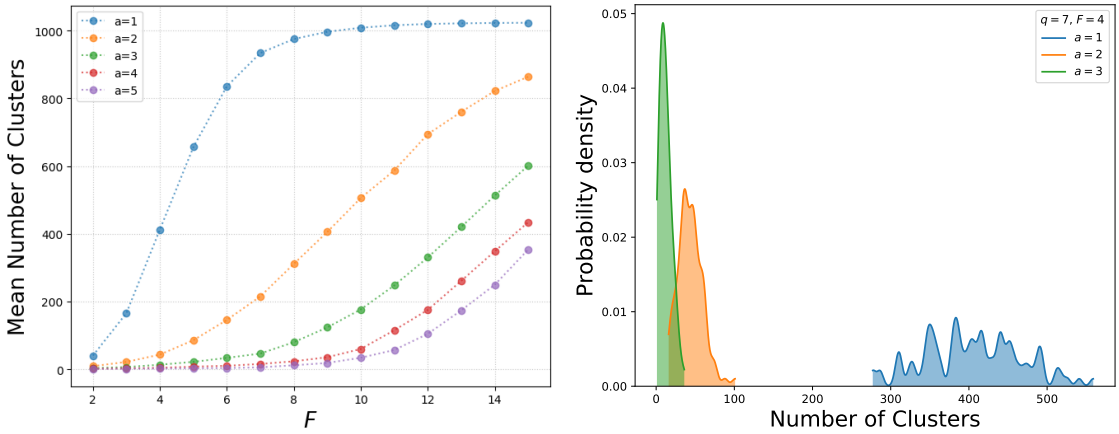 Mean Number of Clusters
1000
800
600
400
200
0
2
4
6
8
10
12
14
F
a=1
a=2
a=3
a=4
a=5
Probability density
0.05
0.04
0.03
0.02
0.01
0.00
0
100
200
300
400
500
Number of Clusters
q = 7, F = 4
a = 1
a = 2
a = 3